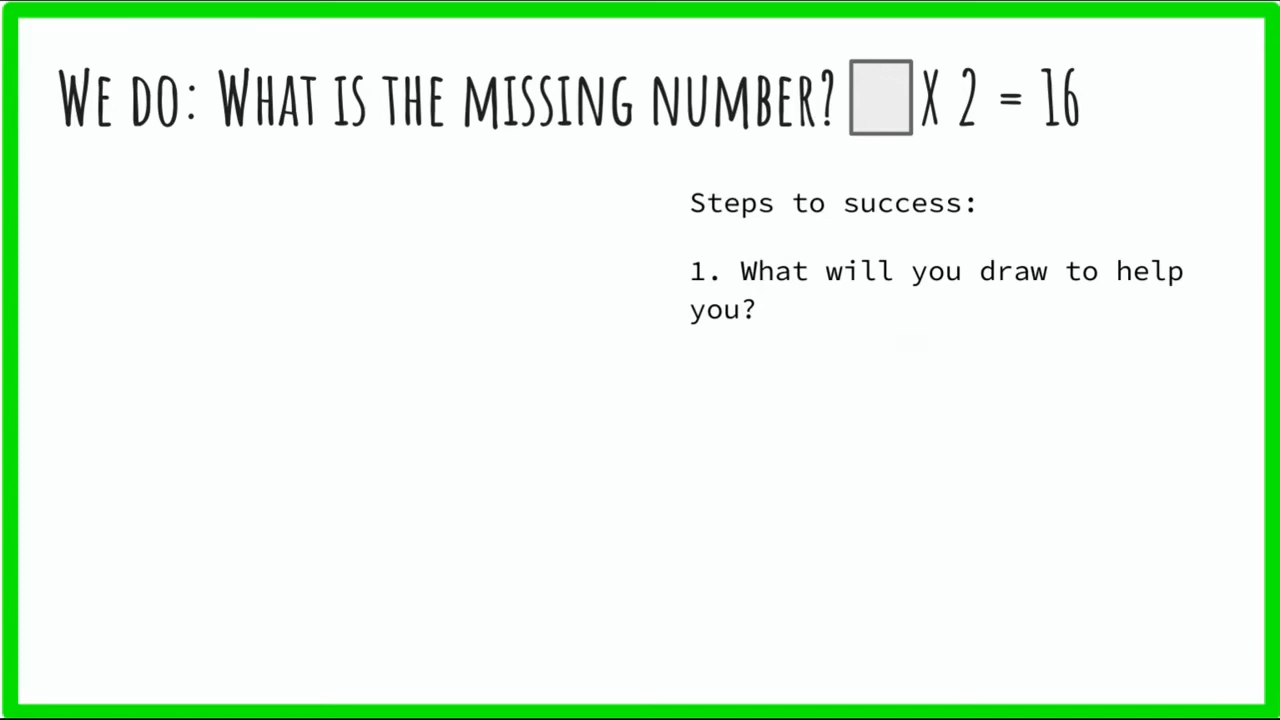 We do: What is the missing number? X 2 = 16
Steps to success:
1. What will you draw to help
you?